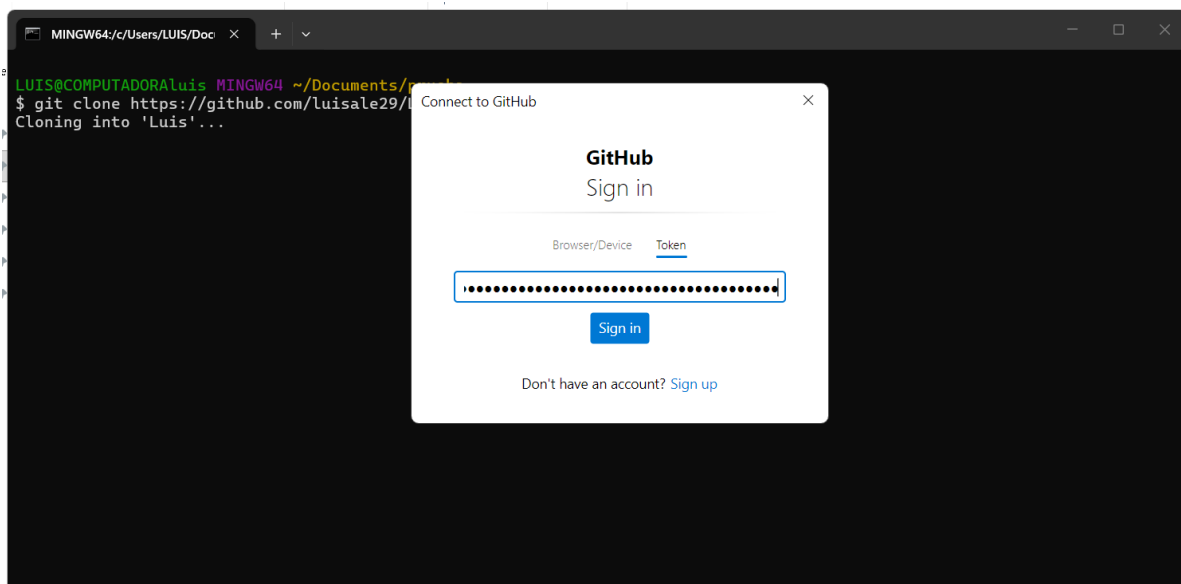 MINGW64:/c/Users/LUIS/Doc
LUIS@COMPUTADORAluis MINGW64 ~/Documents/
$ git clone https://github.com/luisale29/
Cloning into 'Luis'...
Connect to GitHub
GitHub
Sign in
Browser/Device Token
Sign in
Don't have an account? Sign up